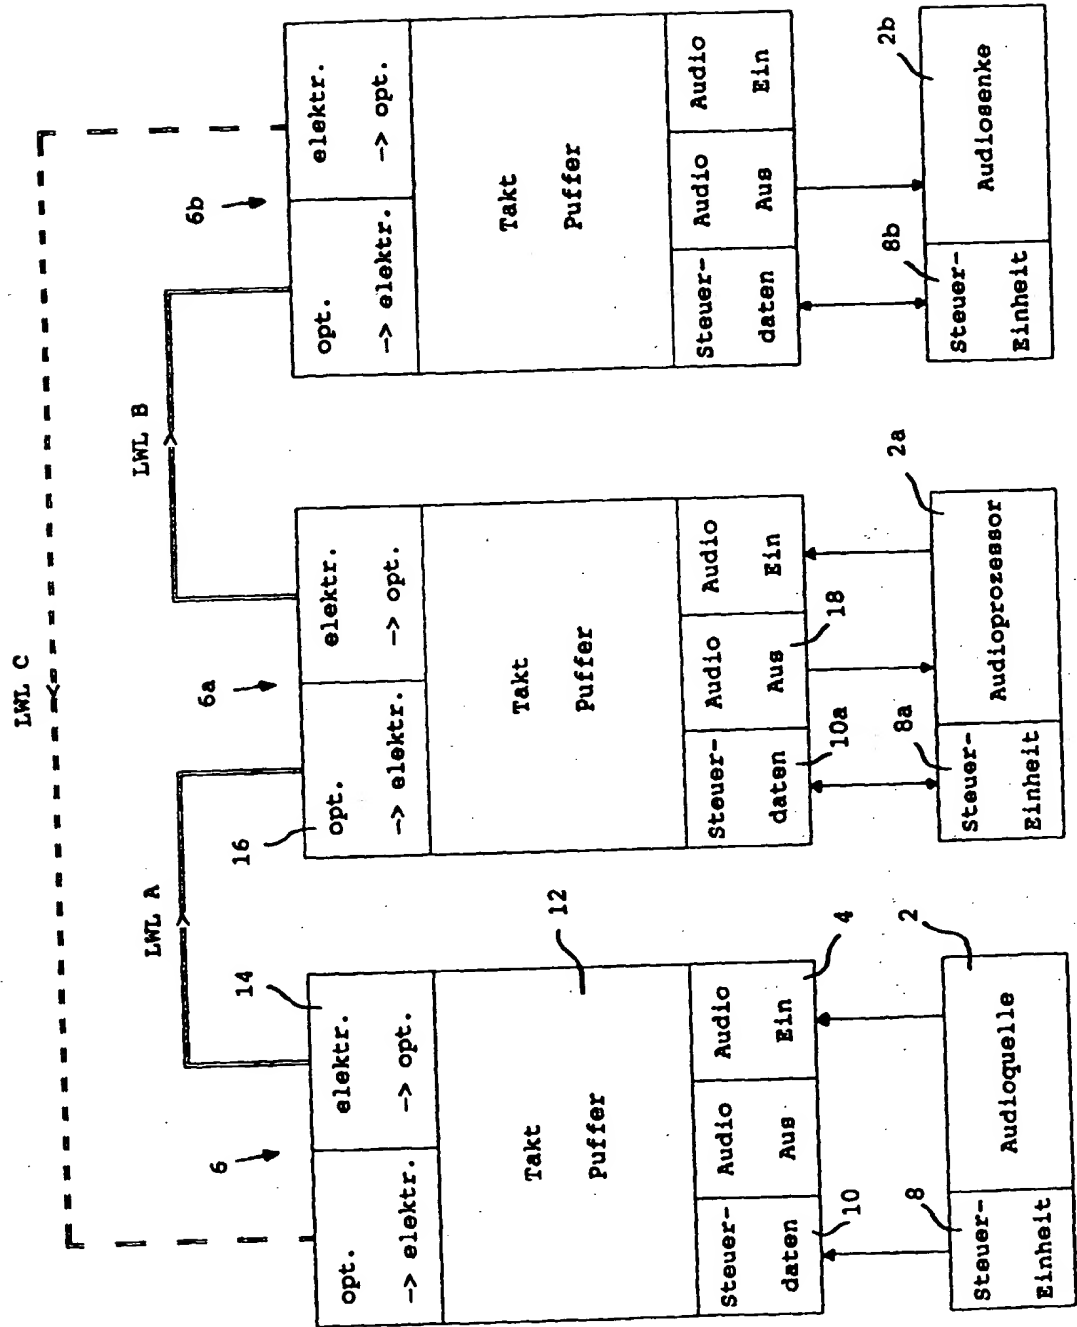 LWL C
LWL A
LWL B
6
14
opt.
-> elektr.
elektr.
-> opt.
Takt
Puffer
12
Steuer-
daten
Audio
Aus
Audio
Ein
10
4
8
2
Steuer-
Einheit
Audioquelle
6a
16
opt.
-> elektr.
elektr.
-> opt.
Takt
Puffer
Steuer-
daten
Audio
Aus
Audio
Ein
10a
18
8a
2a
Steuer-
Einheit
Audioprozessor
6b
opt.
-> elektr.
elektr.
-> opt.
Takt
Puffer
Steuer-
daten
Audio
Aus
Audio
Ein
8b
2b
Steuer-
Einheit
Audiosenke